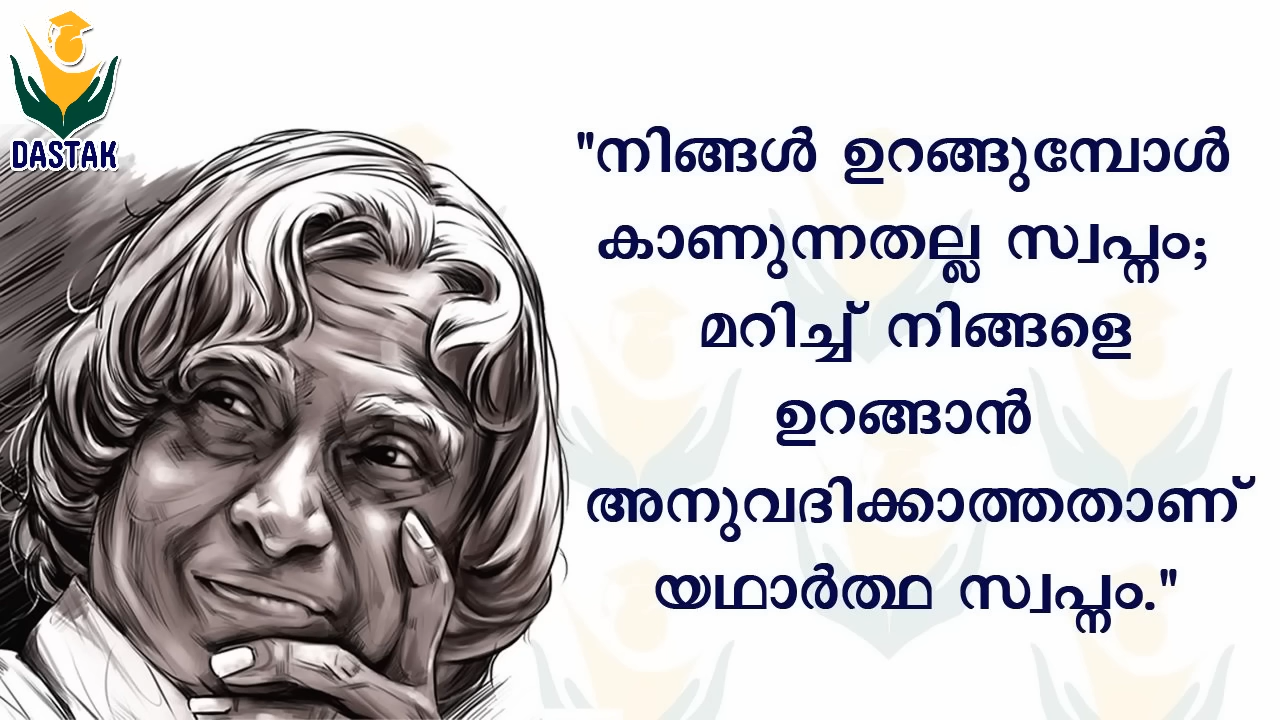 DASTAK
"നിങ്ങൾ ഉറങ്ങുമ്പോൾ
കാണുന്നതല്ല സ്വപ്നം;
മറിച്ച് നിങ്ങളെ
ഉറങ്ങാൻ
അനുവദിക്കാത്തതാണ്
യഥാർത്ഥ സ്വപ്നം."